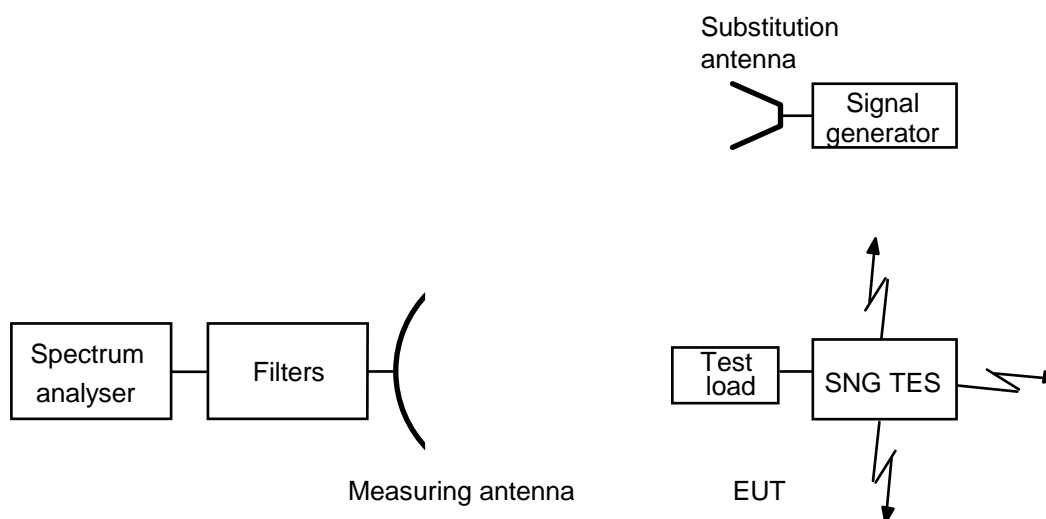 Substitution
antenna
Signal
generator
Spectrum
analyser
Filters
Test
load
SNG TES
Measuring antenna
EUT